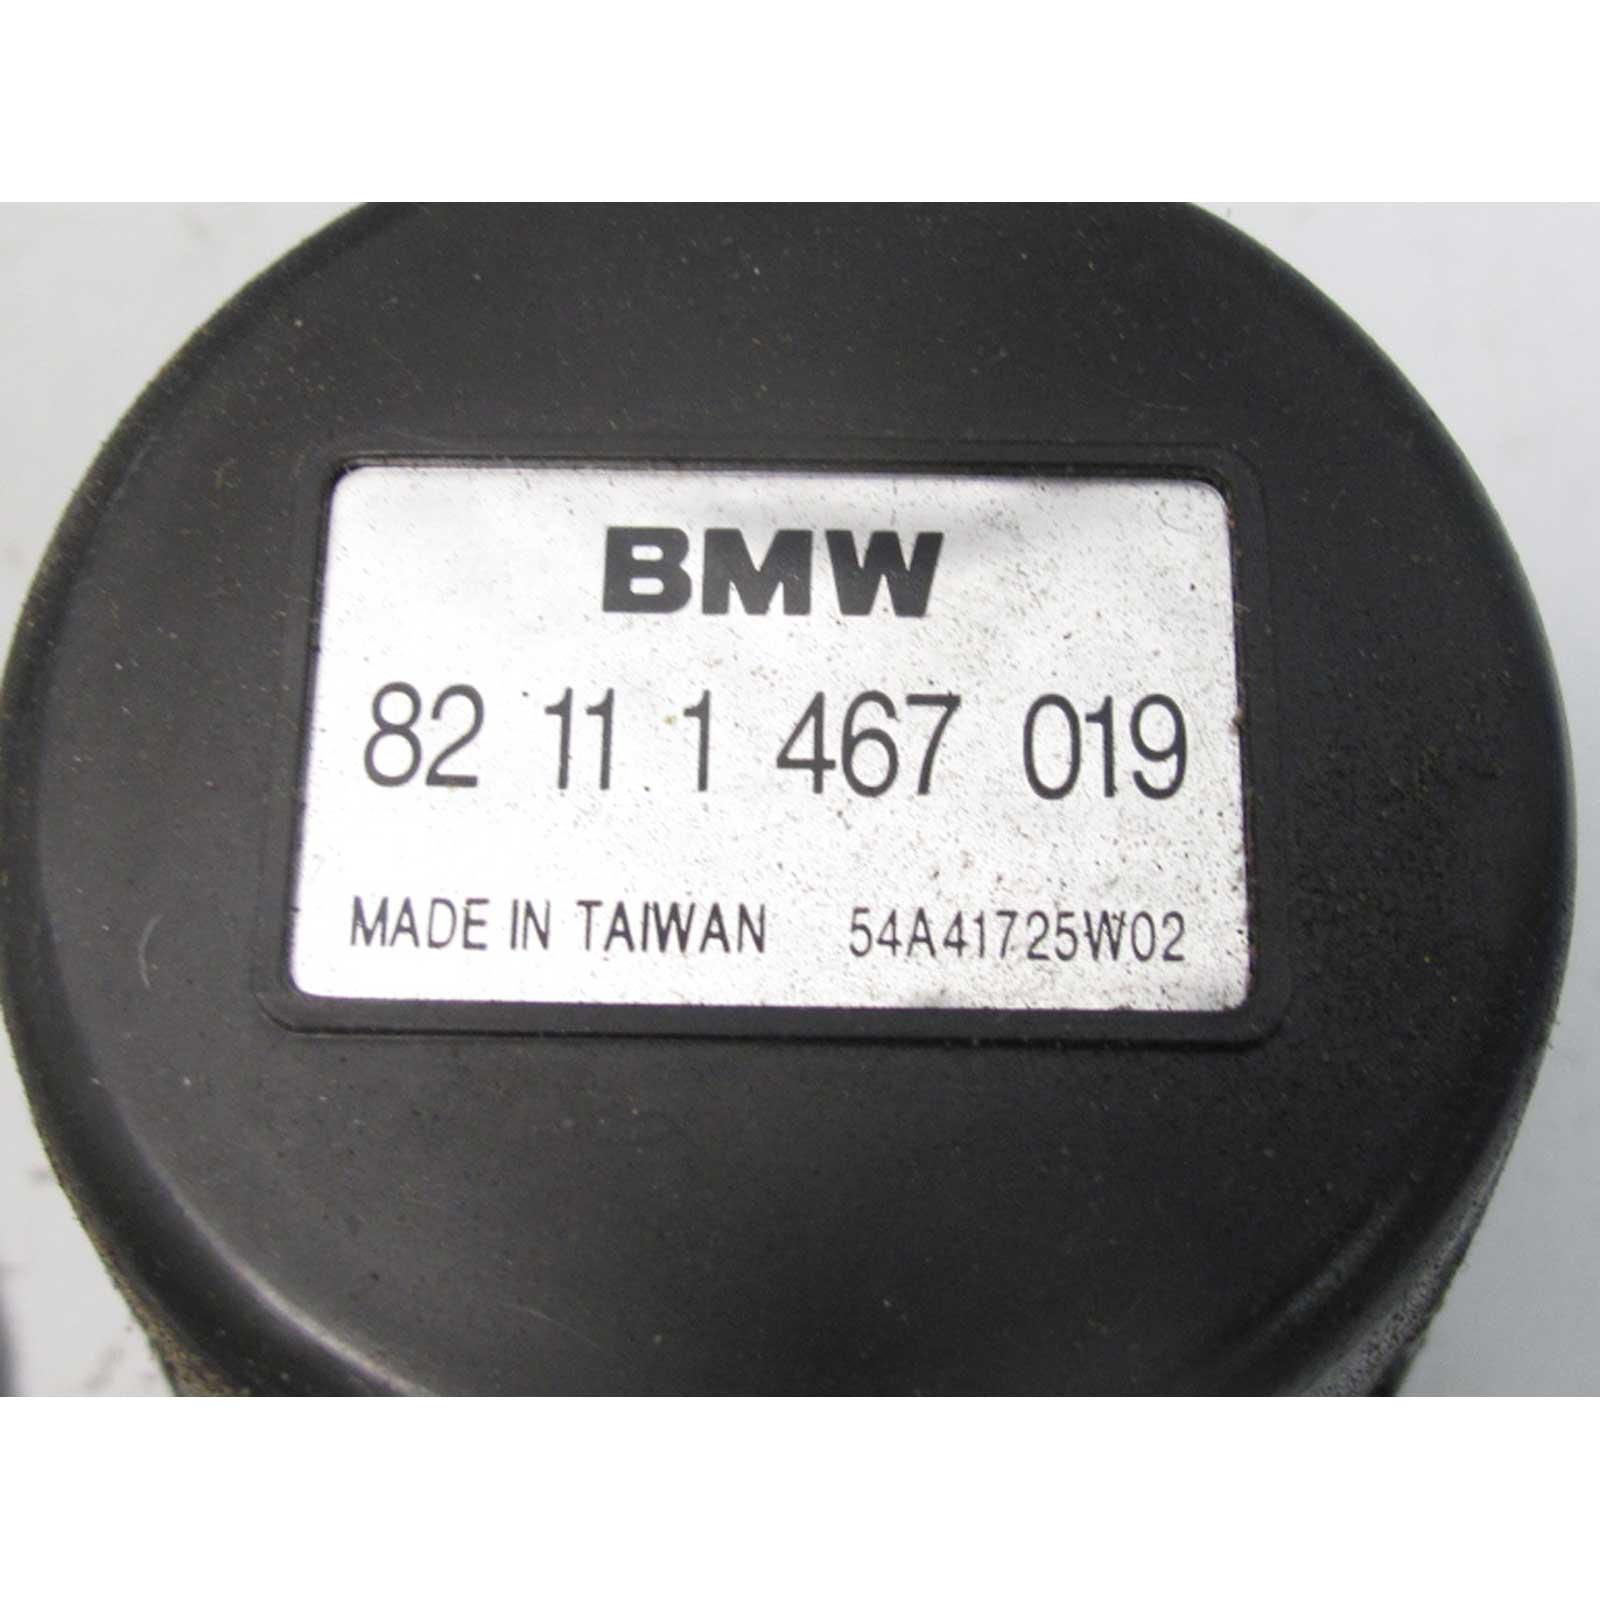 BMW
82 11 1 467 019
MADE IN TAIWAN 54A41725W02